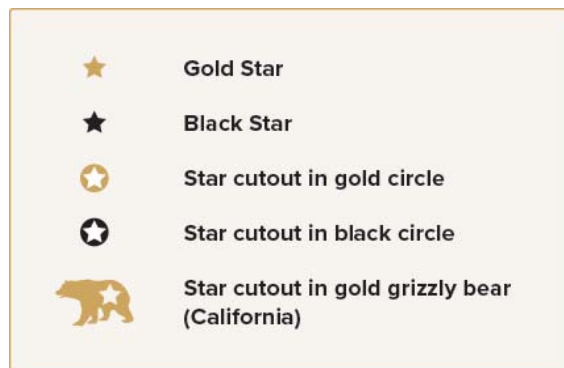 Gold Star
Black Star
Star cutout in gold circle
Star cutout in black circle
Star cutout in gold grizzly bear
(California)